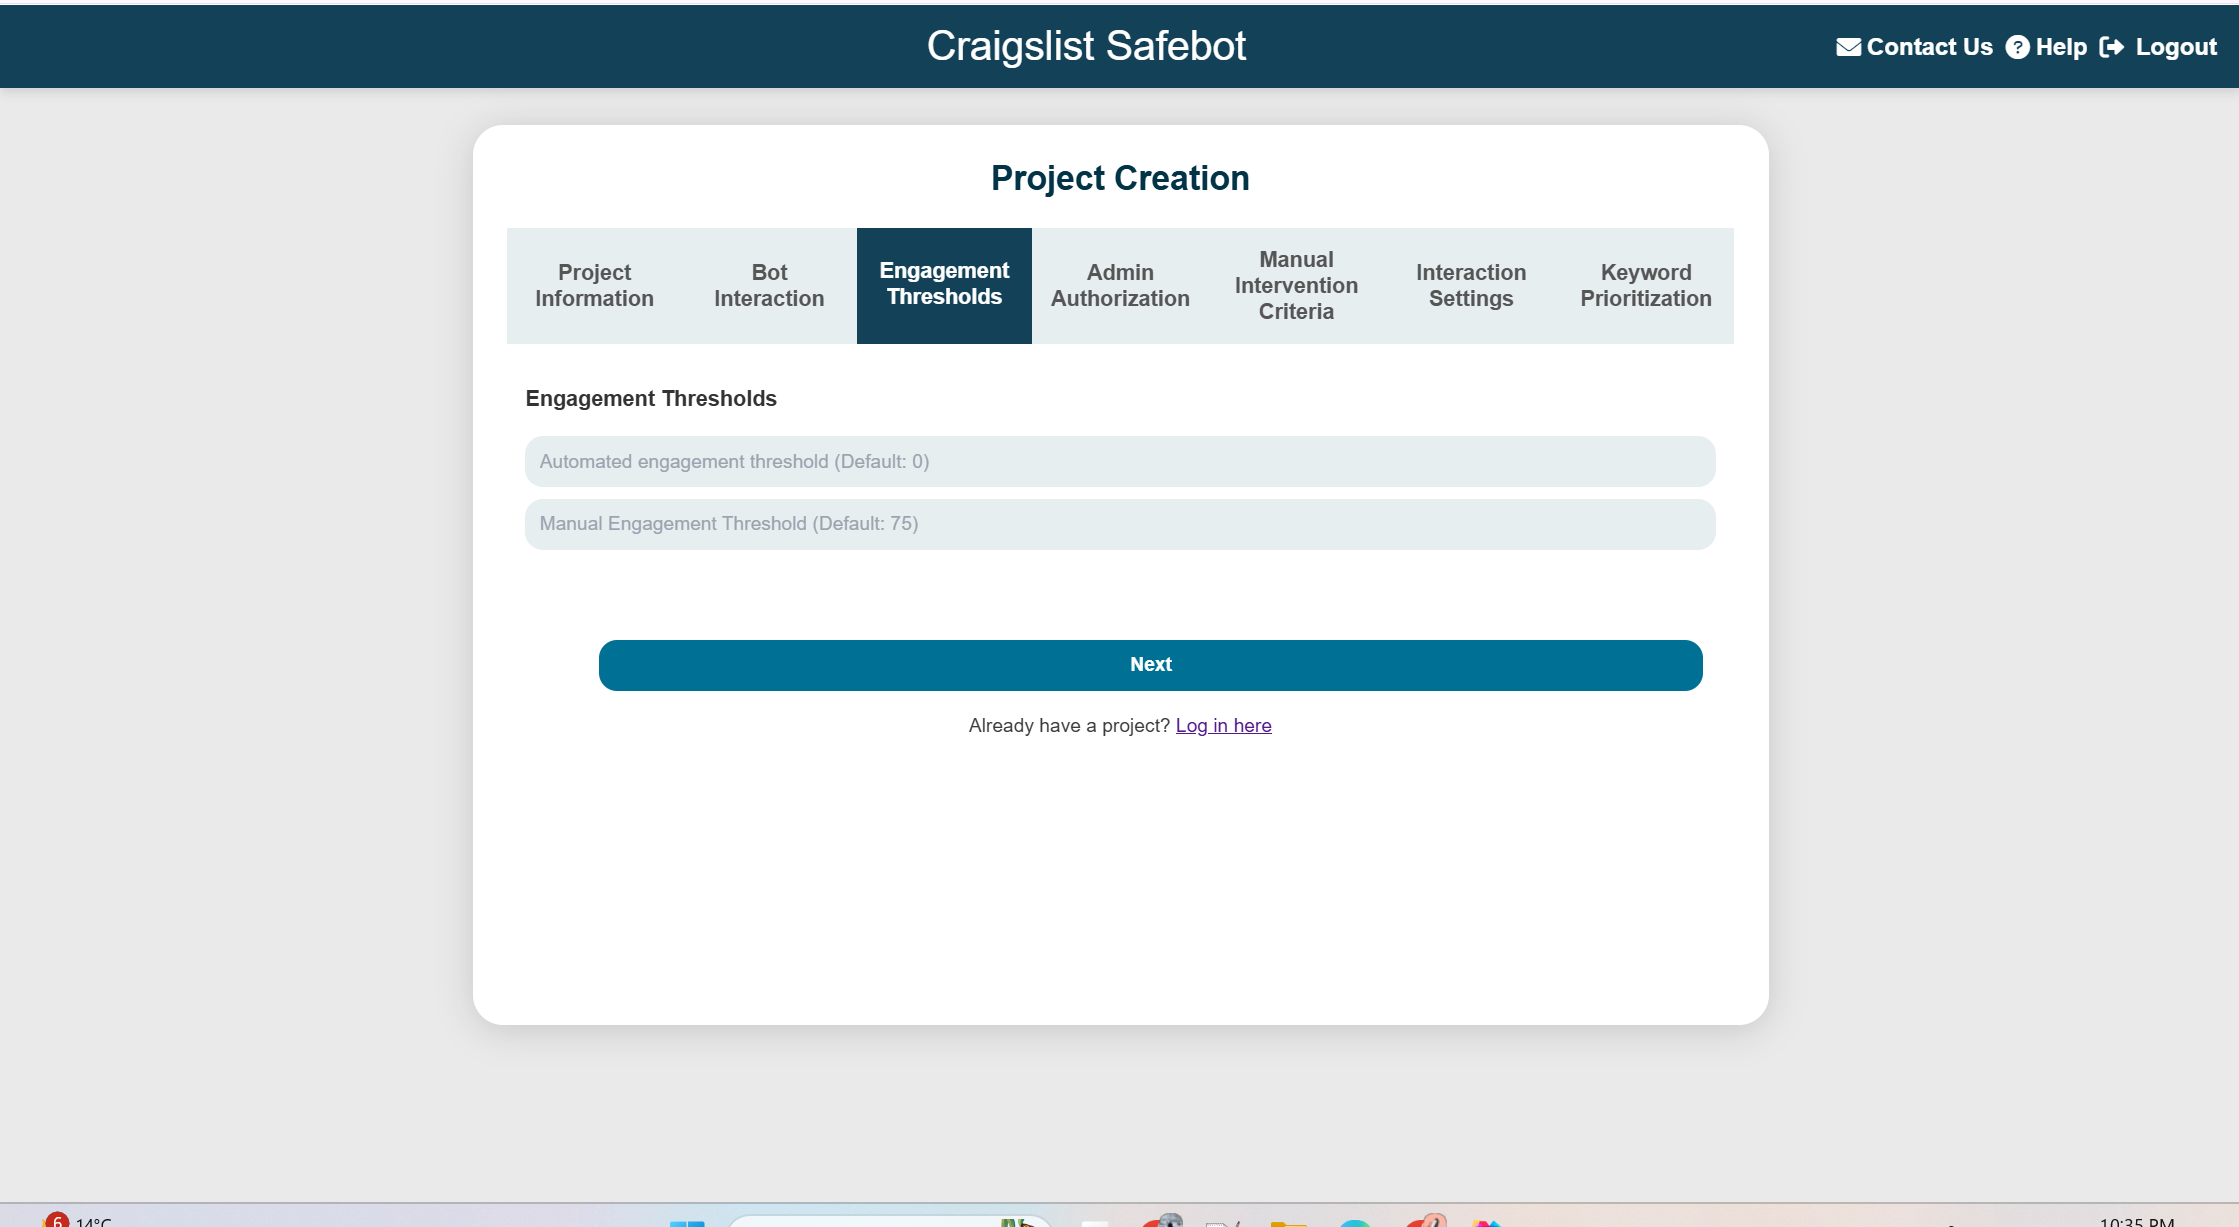 Craigslist Safebot
Contact Us
Help
Logout
Project Creation
Project
Information
Bot
Interaction
Engagement
Thresholds
Admin
Authorization
Manual
Intervention
Criteria
Interaction
Settings
Keyword
Prioritization
Engagement Thresholds
Automated engagement threshold (Default: 0)
Manual Engagement Threshold (Default: 75)
Next
Already have a project? Log in here
6
14°C
10:35 PM